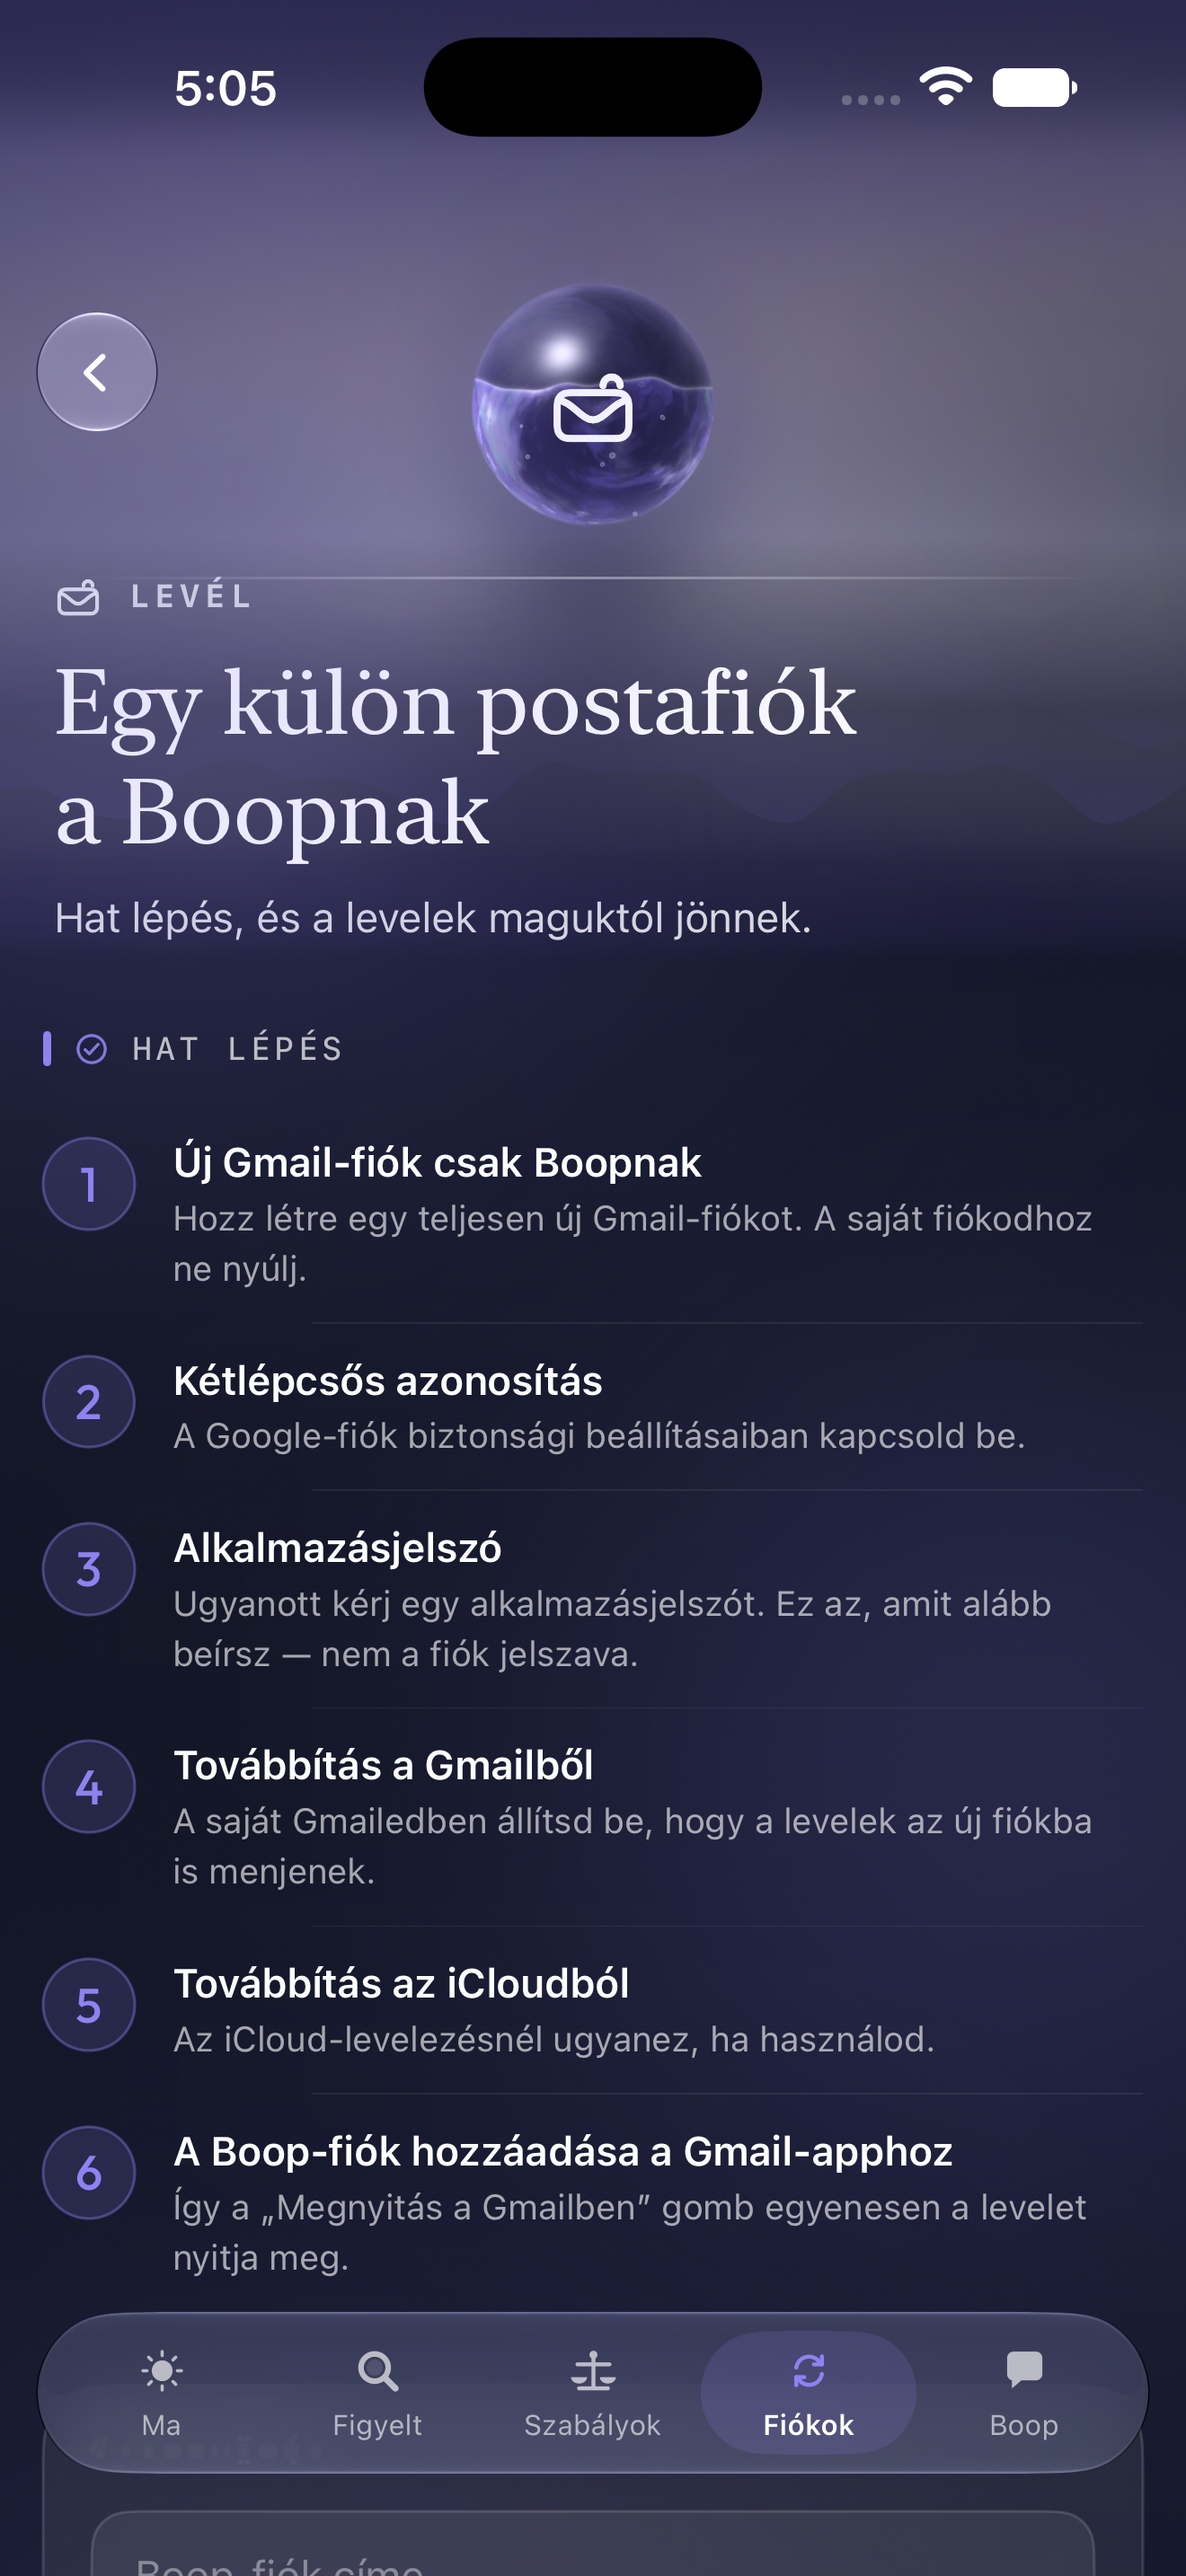 5:05
LEVÉL
Egy külön postafiók
a Boopnak
Hat lépés, és a levelek maguktól jönnek.
HAT LÉPÉS
1
Új Gmail-fiók csak Boopnak
Hozz létre egy teljesen új Gmail-fiókot. A saját fiókodhoz
ne nyúlj.
2
Kétlépcsős azonosítás
A Google-fiók biztonsági beállításaiban kapcsold be.
3
Alkalmazásjelszó
Ugyanott kérj egy alkalmazásjelszót. Ez az, amit alább
beírsz — nem a fiók jelszava.
4
Továbbítás a Gmailből
A saját Gmailedben állítsd be, hogy a levelek az új fiókba
is menjenek.
5
Továbbítás az iCloudból
Az iCloud-levelezésnél ugyanez, ha használod.
6
A Boop-fiók hozzáadása a Gmail-apphoz
Így a „Megnyitás a Gmailben” gomb egyenesen a levelet
nyitja meg.
Ma
Figyelt
Szabályok
Fiókok
Boop
Boop-fiók címe